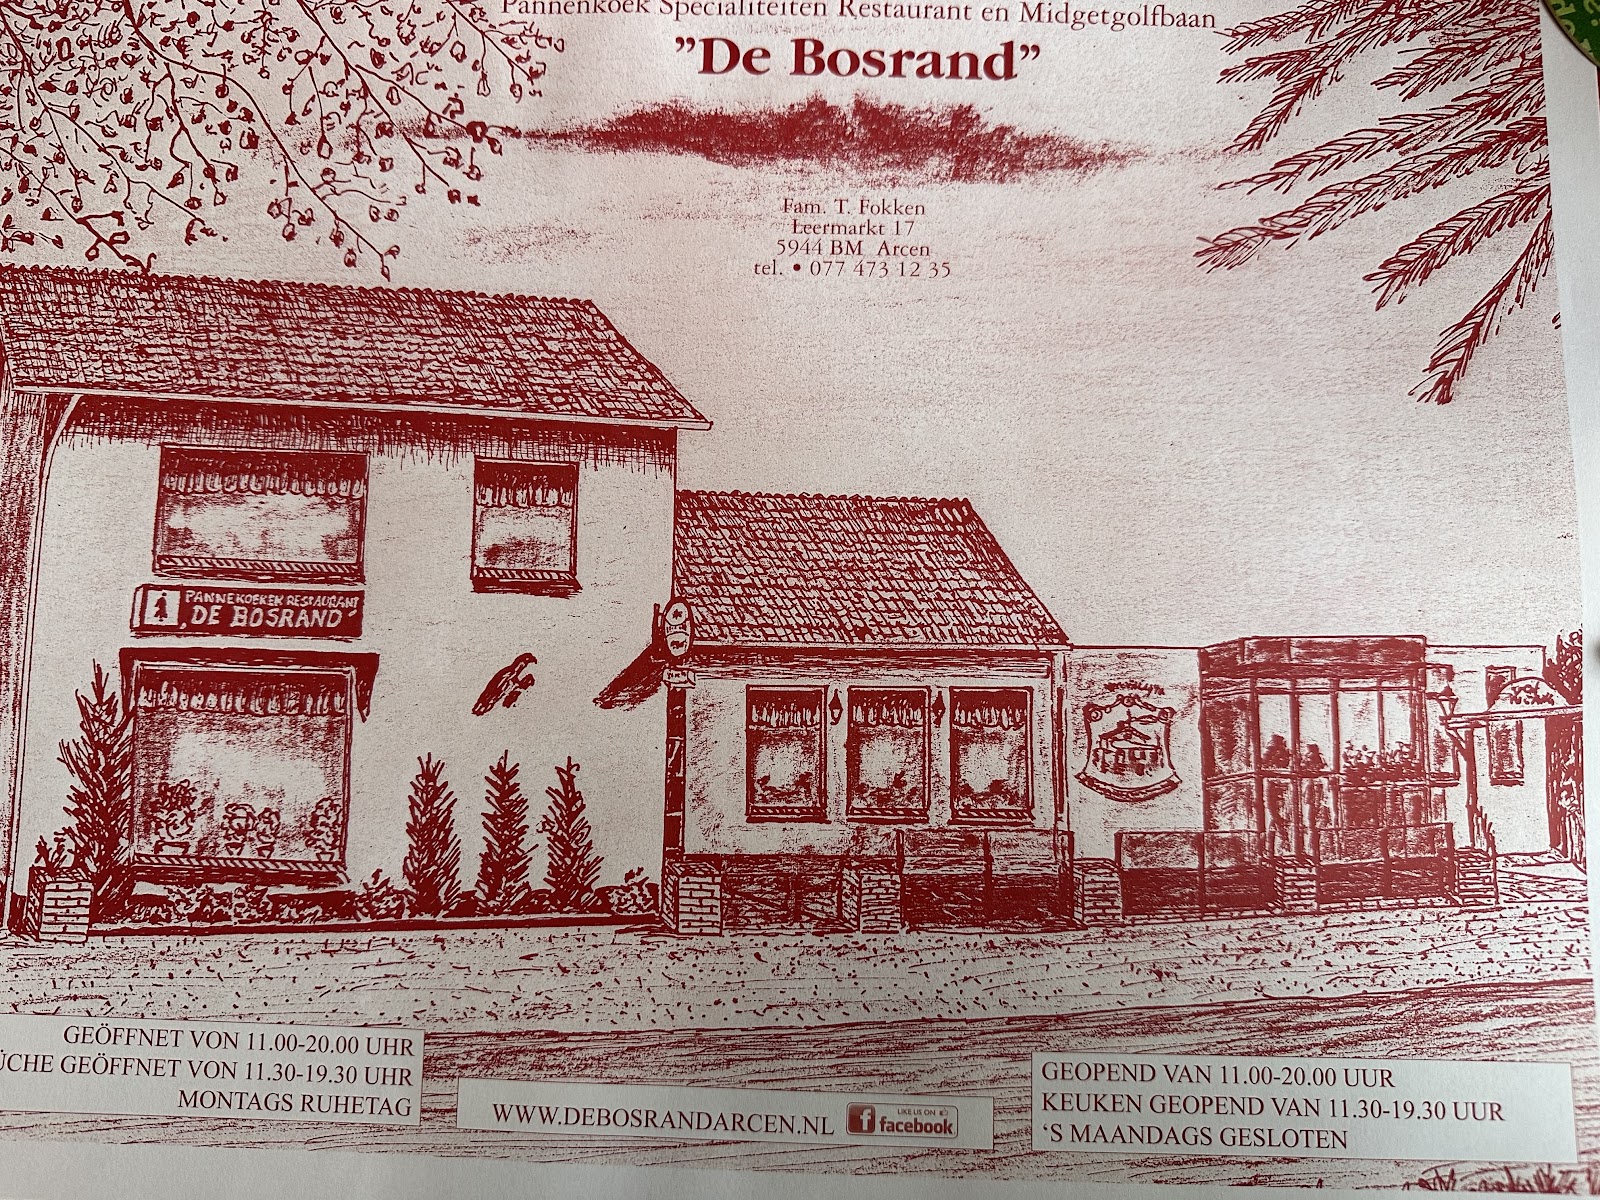 Pannenkoek Specialiteiten Restaurant en Midgetgolfbaan
"De Bosrand"
Fam. T. Fokken
Leermarkt 17
5944 BM Arcen
tel. • 077 473 12 35
PANNEKOEKEK RESTAURANT
"DE BOSRAND"
GEÖFFNET VON 11.00-20.00 UHR
ÜCHE GEÖFFNET VON 11.30-19.30 UHR
MONTAGS RUHETAG
WWW.DEBOSRANDARCEN.NL
LIKE US ON
facebook
GEOPEND VAN 11.00-20.00 UUR
KEUKEN GEOPEND VAN 11.30-19.30 UUR
'S MAANDAGS GESLOTEN